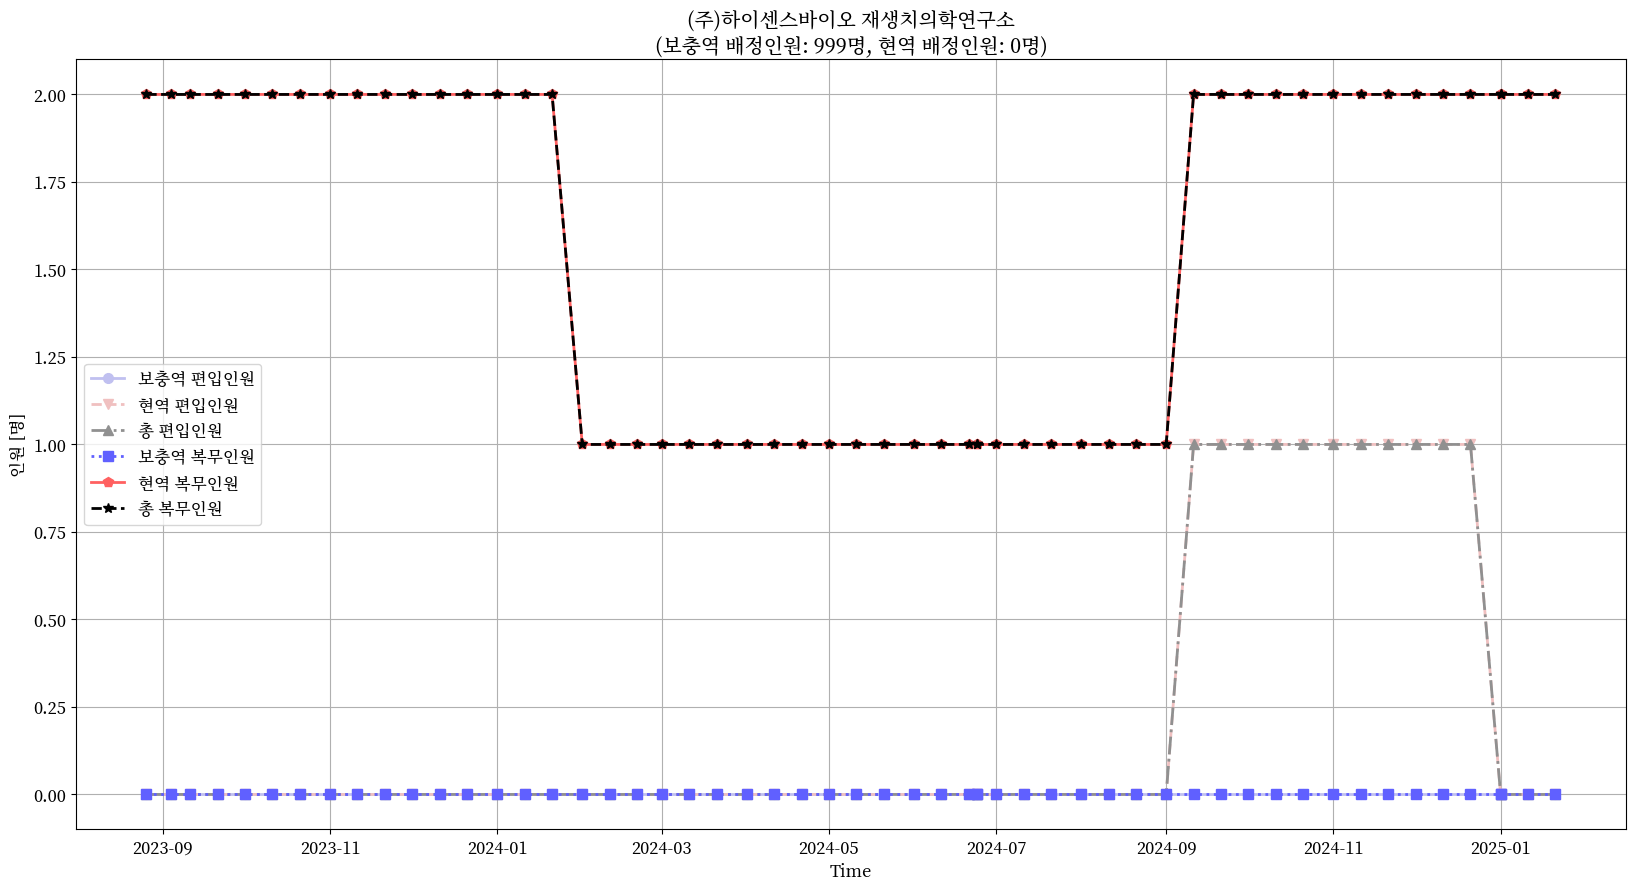 (주)하이센스바이오 재생치의학연구소
(보충역 배정인원: 999명, 현역 배정인원: 0명)
2.00
1.75
1.50
1.25
1.00
0.75
0.50
0.25
0.00
인원 [명]
보충역 편입인원
현역 편입인원
총 편입인원
보충역 복무인원
현역 복무인원
총 복무인원
2023-09
2023-11
2024-01
2024-03
2024-05
2024-07
2024-09
2024-11
2025-01
Time